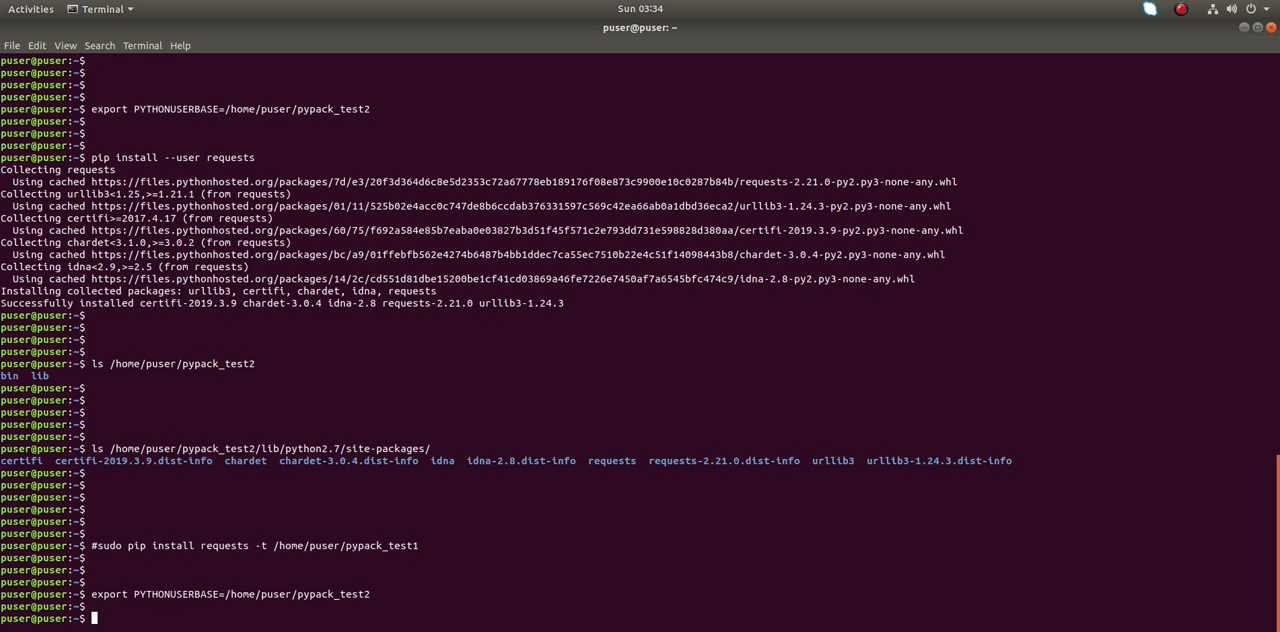 Activities Terminal Sun 03:34
puser@puser: ~
File Edit View Search Terminal Help
puser@puser:~$
puser@puser:~$
puser@puser:~$
puser@puser:~$
puser@puser:~$ export PYTHONUSERBASE=/home/puser/pypack_test2
puser@puser:~$
puser@puser:~$
puser@puser:~$
puser@puser:~$ pip install --user requests
Collecting requests
  Using cached https://files.pythonhosted.org/packages/7d/e3/20f3d364d6c8e5d2353c72a67778eb189176f08e873c9900e10c0287b84b/requests-2.21.0-py2.py3-none-any.whl
Collecting urllib3<1.25,>=1.21.1 (from requests)
  Using cached https://files.pythonhosted.org/packages/01/11/525b02e4acc0c747de8b6ccdab376331597c569c42ea66ab0a1dbd36eca2/urllib3-1.24.3-py2.py3-none-any.whl
Collecting certifi>=2017.4.17 (from requests)
  Using cached https://files.pythonhosted.org/packages/60/75/f692a584e85b7eaba0e03827b3d51f45f571c2e793dd731e598828d380aa/certifi-2019.3.9-py2.py3-none-any.whl
Collecting chardet<3.1.0,>=3.0.2 (from requests)
  Using cached https://files.pythonhosted.org/packages/bc/a9/01ffebfb562e4274b6487b4bb1ddec7ca55ec7510b22e4c51f14098443b8/chardet-3.0.4-py2.py3-none-any.whl
Collecting idna<2.9,>=2.5 (from requests)
  Using cached https://files.pythonhosted.org/packages/14/2c/cd551d81dbe15200be1cf41cd03869a46fe7226e7450af7a6545bfc474c9/idna-2.8-py2.py3-none-any.whl
Installing collected packages: urllib3, certifi, chardet, idna, requests
Successfully installed certifi-2019.3.9 chardet-3.0.4 idna-2.8 requests-2.21.0 urllib3-1.24.3
puser@puser:~$
puser@puser:~$
puser@puser:~$
puser@puser:~$
puser@puser:~$ ls /home/puser/pypack_test2
bin  lib
puser@puser:~$
puser@puser:~$
puser@puser:~$
puser@puser:~$
puser@puser:~$
puser@puser:~$ ls /home/puser/pypack_test2/lib/python2.7/site-packages/
certifi  certifi-2019.3.9.dist-info  chardet  chardet-3.0.4.dist-info  idna  idna-2.8.dist-info  requests  requests-2.21.0.dist-info  urllib3  urllib3-1.24.3.dist-info
puser@puser:~$
puser@puser:~$
puser@puser:~$
puser@puser:~$
puser@puser:~$
puser@puser:~$
puser@puser:~$ #sudo pip install requests -t /home/puser/pypack_test1
puser@puser:~$
puser@puser:~$
puser@puser:~$
puser@puser:~$ export PYTHONUSERBASE=/home/puser/pypack_test2
puser@puser:~$
puser@puser:~$